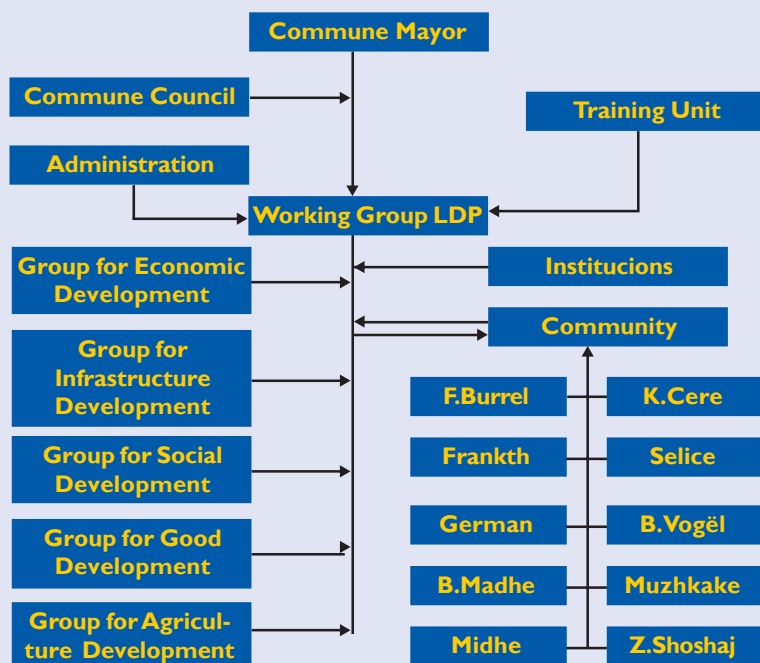 Commune Mayor
Commune Council
Training Unit
Administration
Working Group LDP
Group for Economic
Development
Institucions
Community
Group for
Infrastructure
Development
F.Burrel
K.Cere
Group for Social
Development
Frankth
Selice
Group for Good
Development
German
B.Vogël
B.Madhe
Muzhkake
Group for Agricul-
ture Development
Midhe
Z.Shoshaj